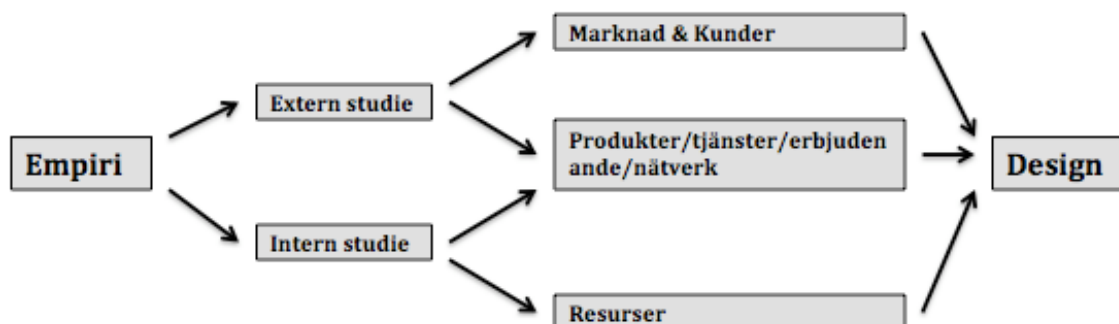 Marknad & Kunder
Extern studie
Produkter/tjänster/erbjuden
ande/nätverk
Empiri
Design
Intern studie
Resurser